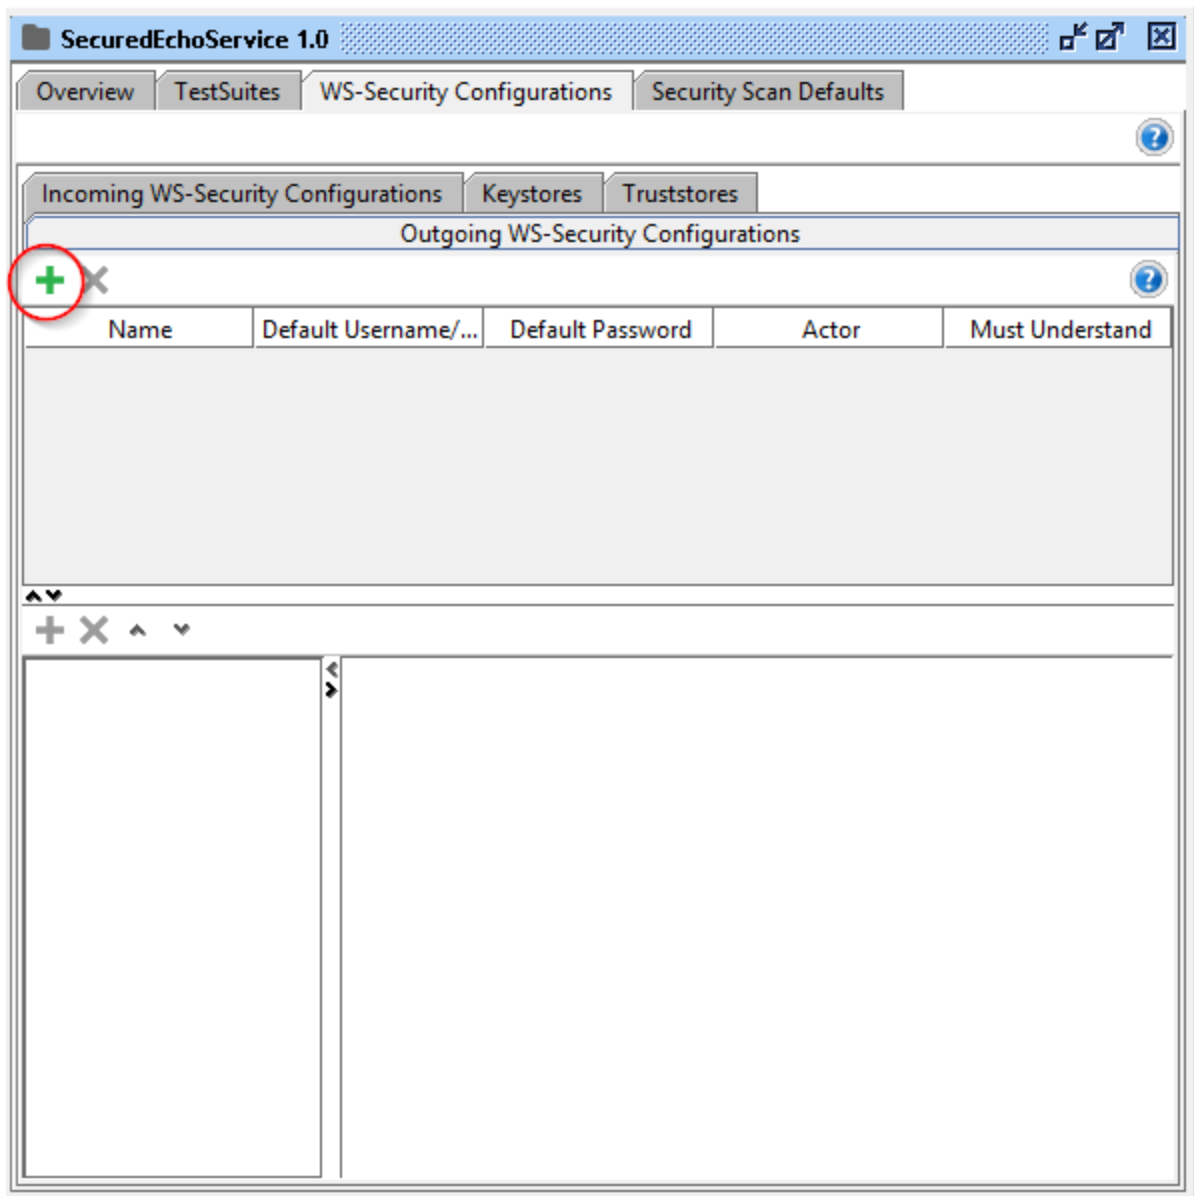 SecuredEchoService 1.0
Overview TestSuites WS-Security Configurations Security Scan Defaults
Incoming WS-Security Configurations Keystores Truststores
Outgoing WS-Security Configurations
Name Default Username/... Default Password Actor Must Understand